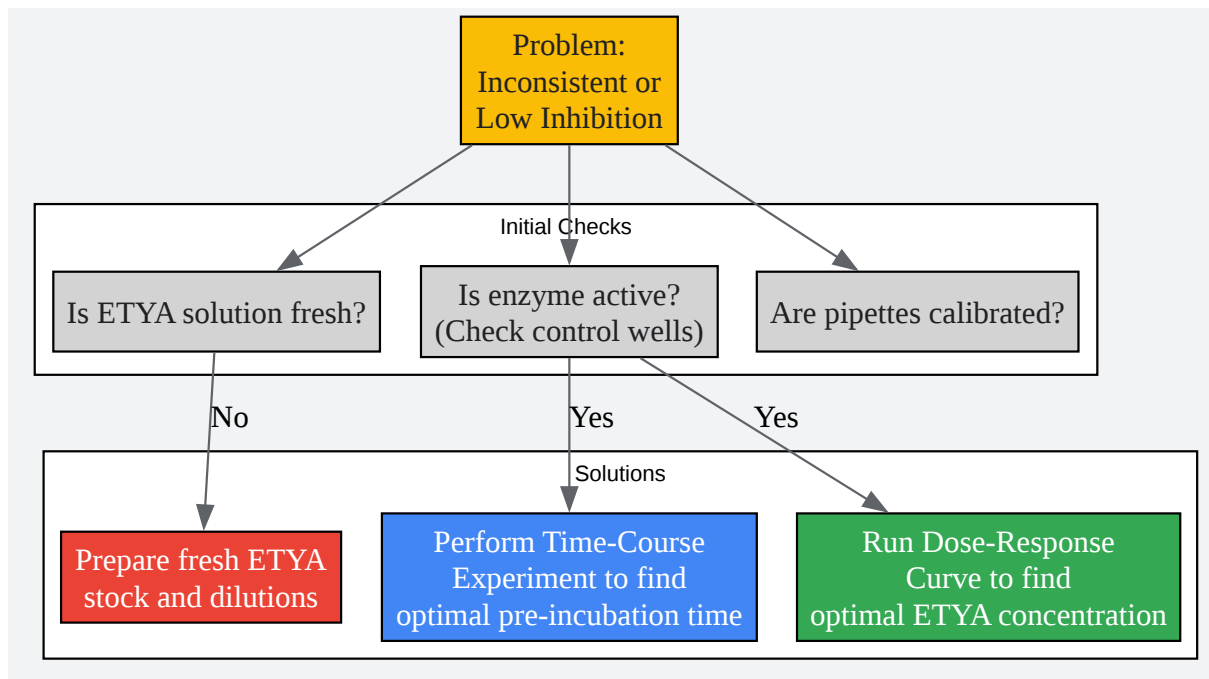 Problem:
Inconsistent or
Low Inhibition
Initial Checks
Is ETYA solution fresh?
Is enzyme active?
(Check control wells)
Are pipettes calibrated?
No
Yes
Yes
Solutions
Prepare fresh ETYA
stock and dilutions
Perform Time-Course
Experiment to find
optimal pre-incubation time
Run Dose-Response
Curve to find
optimal ETYA concentration